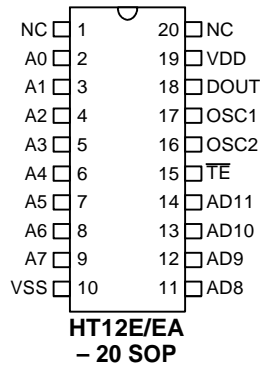 NC 1 20 NC
A0 2 19 VDD
A1 3 18 DOUT
A2 4 17 OSC1
A3 5 16 OSC2
A4 6 15 T̅E̅
A5 7 14 AD11
A6 8 13 AD10
A7 9 12 AD9
VSS 10 11 AD8
HT12E/EA
– 20 SOP